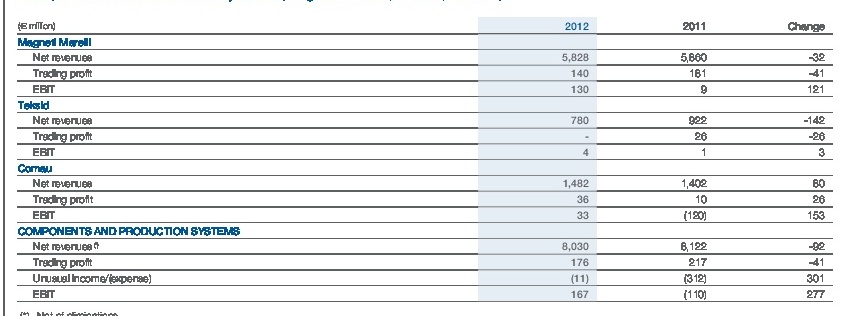 (€ million) 2012 2011 Change
Magneti Marelli
Net revenues 5,828 5,860 -32
Trading profit 140 181 -41
EBIT 130 9 121
Teksid
Net revenues 780 922 -142
Trading profit - 26 -26
EBIT 4 1 3
Comau
Net revenues 1,482 1,402 80
Trading profit 36 10 26
EBIT 33 (120) 153
COMPONENTS AND PRODUCTION SYSTEMS
Net revenues (*) 8,030 8,122 -92
Trading profit 176 217 -41
Unusual income/(expense) (11) (312) 301
EBIT 167 (110) 277
(*) Net of eliminations